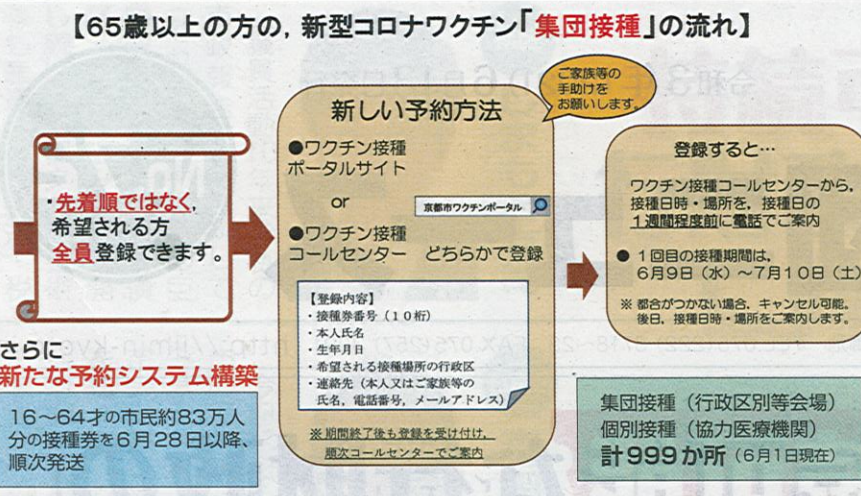 【65歳以上の方の，新型コロナワクチン「集団接種」の流れ】
・先着順ではなく，
希望される方
全員登録できます。
ご家族等の
手助けを
お願いします。
新しい予約方法
●ワクチン接種
ポータルサイト
or
京都市ワクチンポータル
●ワクチン接種
コールセンター　どちらかで登録
【登録内容】
・接種券番号（１０桁）
・本人氏名
・生年月日
・希望される接種場所の行政区
・連絡先（本人又はご家族等の
氏名，電話番号，メールアドレス）
※ 期間終了後も登録を受け付け，
順次コールセンターでご案内
登録すると…
ワクチン接種コールセンターから，
接種日時・場所を，接種日の
１週間程度前に電話でご案内
● １回目の接種期間は，
６月９日（水）～７月１０日（土）
※ 都合がつかない場合，キャンセル可能。
後日，接種日時・場所をご案内します。
さらに
新たな予約システム構築
16～64才の市民約83万人
分の接種券を6月28日以降、
順次発送
集団接種（行政区別等会場）
個別接種（協力医療機関）
計999か所（6月1日現在）